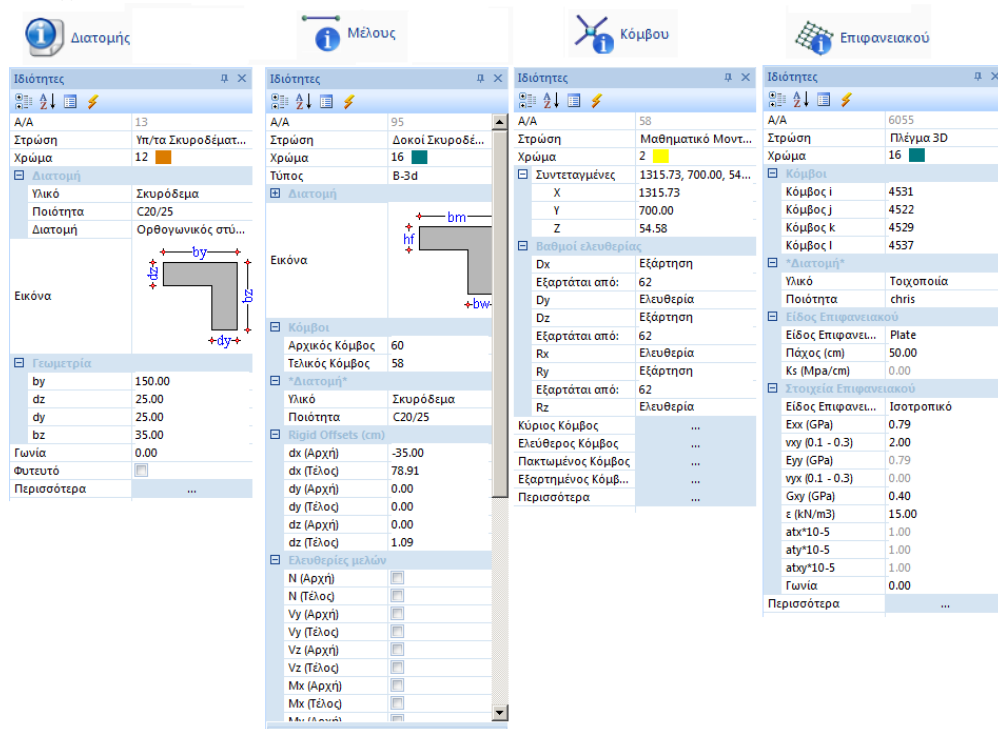 Διατομής
Μέλους
Κόμβου
Επιφανειακού
Ιδιότητες
A/A 13
Στρώση Υπ/τα Σκυροδέματ...
Χρώμα 12
Διατομή
Υλικό Σκυρόδεμα
Ποιότητα C20/25
Διατομή Ορθογωνικός στύ...
Εικόνα
by
dz
bz
dy
Γεωμετρία
by 150.00
dz 25.00
dy 25.00
bz 35.00
Γωνία 0.00
Φυτευτό
Περισσότερα ...
Ιδιότητες
A/A 95
Στρώση Δοκοί Σκυροδέ...
Χρώμα 16
Τύπος B-3d
Διατομή
Εικόνα
bm
hf
bw
Κόμβοι
Αρχικός Κόμβος 60
Τελικός Κόμβος 58
*Διατομή*
Υλικό Σκυρόδεμα
Ποιότητα C20/25
Rigid Offsets (cm)
dx (Αρχή) -35.00
dx (Τέλος) 78.91
dy (Αρχή) 0.00
dy (Τέλος) 0.00
dz (Αρχή) 0.00
dz (Τέλος) 1.09
Ελευθερίες μελών
N (Αρχή)
N (Τέλος)
Vy (Αρχή)
Vy (Τέλος)
Vz (Αρχή)
Vz (Τέλος)
Mx (Αρχή)
Mx (Τέλος)
My (Αρχή)
Ιδιότητες
A/A 58
Στρώση Μαθηματικό Μοντ...
Χρώμα 2
Συντεταγμένες 1315.73, 700.00, 54...
X 1315.73
Y 700.00
Z 54.58
Βαθμοί ελευθερίας
Dx Εξάρτηση
Εξαρτάται από: 62
Dy Ελευθερία
Dz Εξάρτηση
Εξαρτάται από: 62
Rx Ελευθερία
Ry Εξάρτηση
Εξαρτάται από: 62
Rz Ελευθερία
Κύριος Κόμβος ...
Ελεύθερος Κόμβος ...
Πακτωμένος Κόμβος ...
Εξαρτημένος Κόμβ... ...
Περισσότερα ...
Ιδιότητες
A/A 6055
Στρώση Πλέγμα 3D
Χρώμα 16
Κόμβοι
Κόμβος i 4531
Κόμβος j 4522
Κόμβος k 4529
Κόμβος l 4537
*Διατομή*
Υλικό Τοιχοποιία
Ποιότητα chris
Είδος Επιφανειακού
Είδος Επιφανει... Plate
Πάχος (cm) 50.00
Ks (Mpa/cm) 0.00
Στοιχεία Επιφανειακού
Είδος Επιφανει... Ισοτροπικό
Exx (GPa) 0.79
vxy (0.1 - 0.3) 2.00
Eyy (GPa) 0.79
vyx (0.1 - 0.3) 0.00
Gxy (GPa) 0.40
ε (kN/m3) 15.00
atx*10-5 1.00
aty*10-5 1.00
atxy*10-5 1.00
Γωνία 0.00
Περισσότερα ...